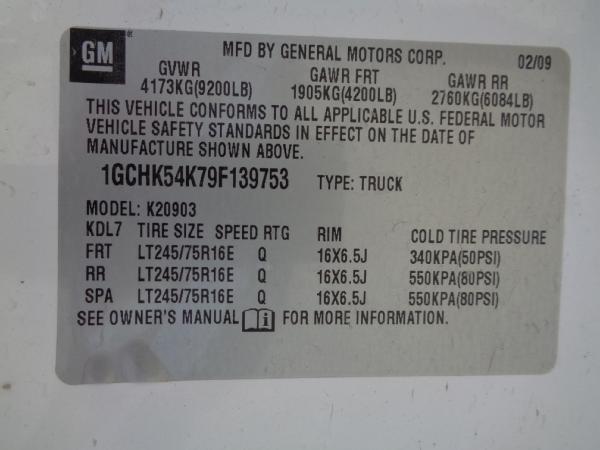 GM
MFD BY GENERAL MOTORS CORP. 02/09
GVWR GAWR FRT GAWR RR
4173KG(9200LB) 1905KG(4200LB) 2760KG(6084LB)
THIS VEHICLE CONFORMS TO ALL APPLICABLE U.S. FEDERAL MOTOR
VEHICLE SAFETY STANDARDS IN EFFECT ON THE DATE OF
MANUFACTURE SHOWN ABOVE.
1GCHK54K79F139753 TYPE: TRUCK
MODEL: K20903
KDL7 TIRE SIZE SPEED RTG RIM COLD TIRE PRESSURE
FRT LT245/75R16E Q 16X6.5J 340KPA(50PSI)
RR LT245/75R16E Q 16X6.5J 550KPA(80PSI)
SPA LT245/75R16E Q 16X6.5J 550KPA(80PSI)
SEE OWNER'S MANUAL i FOR MORE INFORMATION.